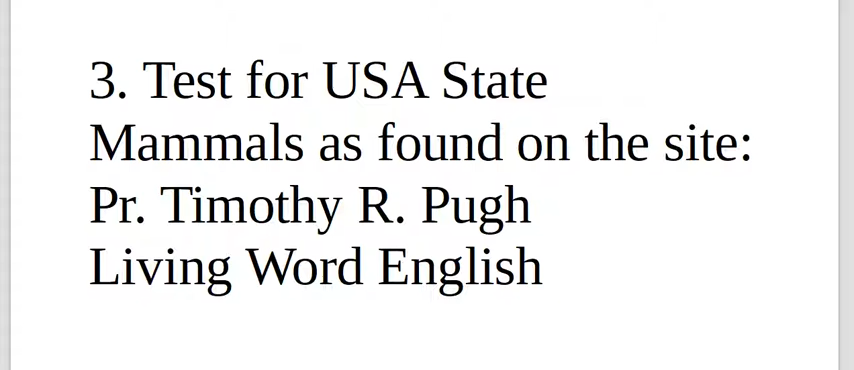 3. Test for USA State
Mammals as found on the site:
Pr. Timothy R. Pugh
Living Word English